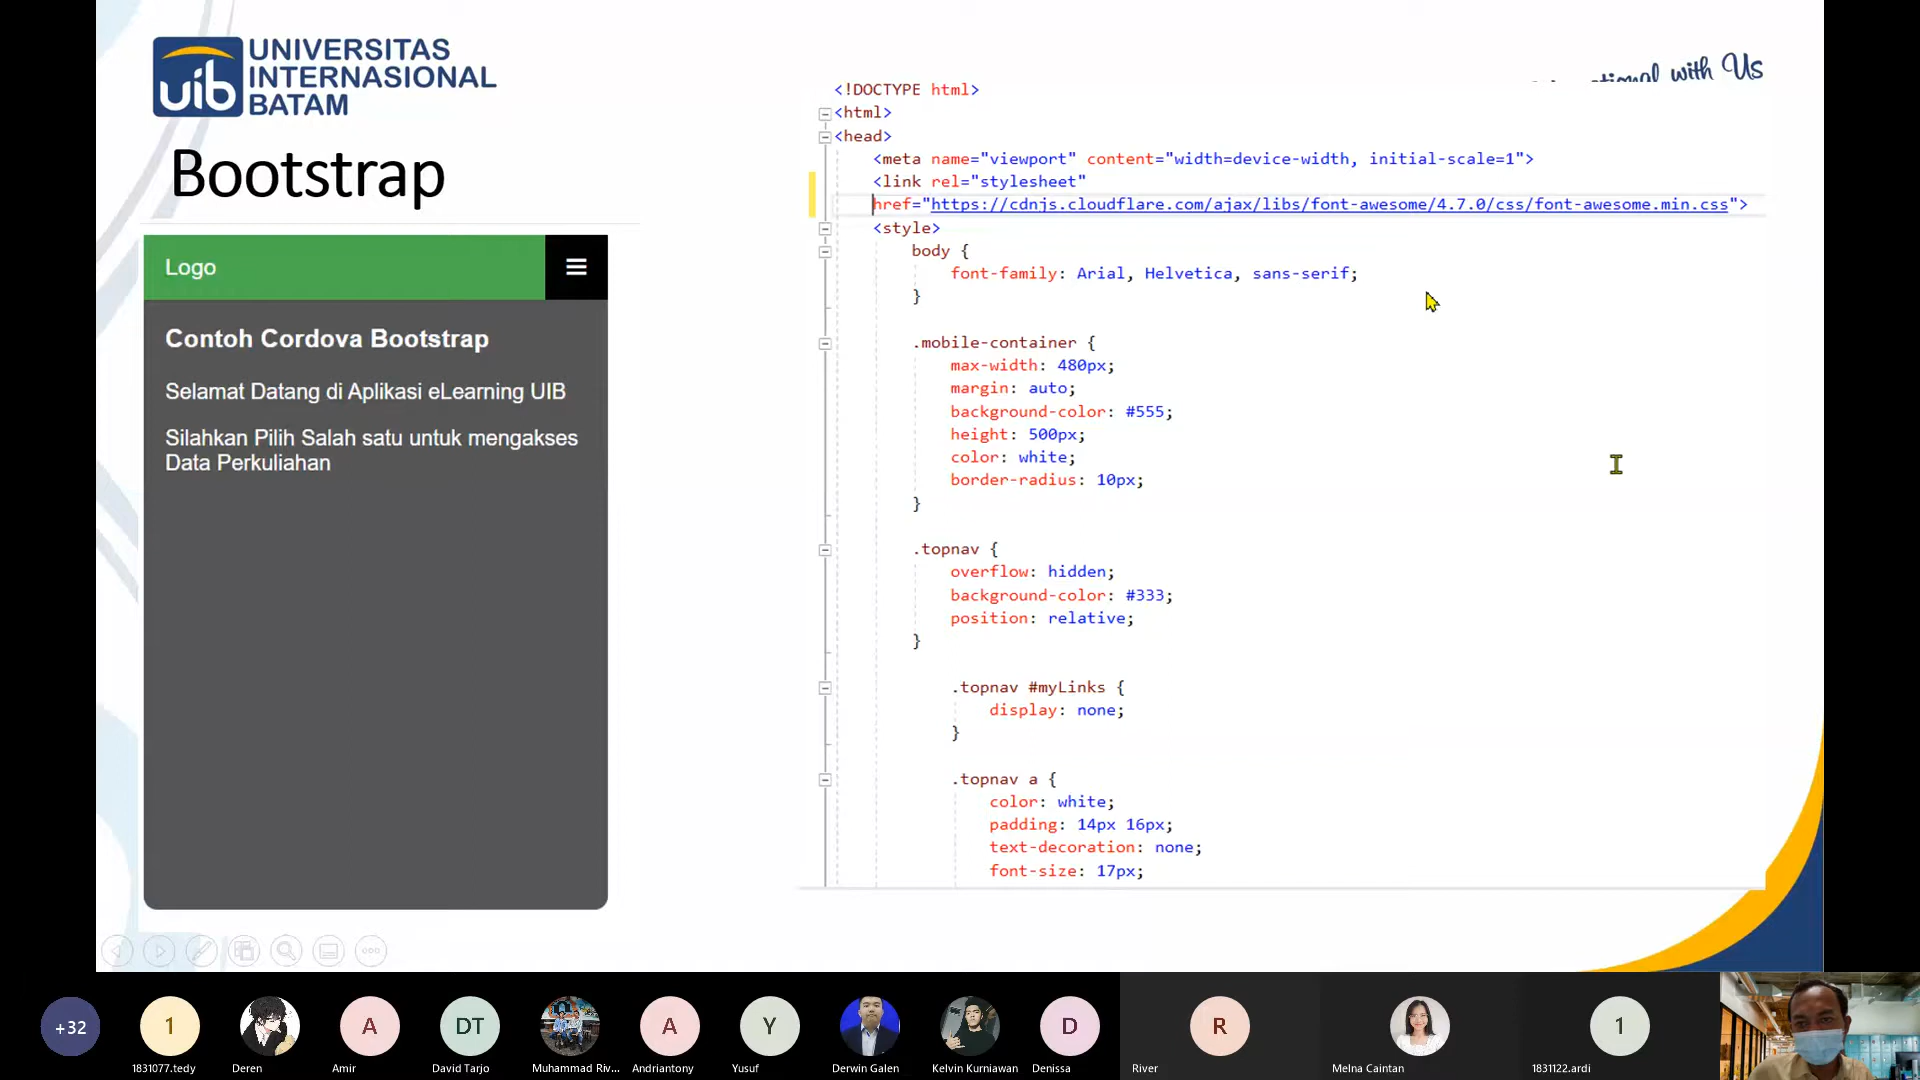 UNIVERSITAS
INTERNASIONAL
BATAM
uib
with Us
Bootstrap
Logo
Contoh Cordova Bootstrap
Selamat Datang di Aplikasi eLearning UIB
Silahkan Pilih Salah satu untuk mengakses
Data Perkuliahan
<!DOCTYPE html>
<html>
<head>
<meta name="viewport" content="width=device-width, initial-scale=1">
<link rel="stylesheet"
href="https://cdnjs.cloudflare.com/ajax/libs/font-awesome/4.7.0/css/font-awesome.min.css">
<style>
body {
font-family: Arial, Helvetica, sans-serif;
}
.mobile-container {
max-width: 480px;
margin: auto;
background-color: #555;
height: 500px;
color: white;
border-radius: 10px;
}
.topnav {
overflow: hidden;
background-color: #333;
position: relative;
}
.topnav #myLinks {
display: none;
}
.topnav a {
color: white;
padding: 14px 16px;
text-decoration: none;
font-size: 17px;
+32
1
A
DT
A
Y
D
R
1
1831077.tedy
Deren
Amir
David Tarjo
Muhammad Riv...
Andriantony
Yusuf
Derwin Galen
Kelvin Kurniawan
Denissa
River
Melna Caintan
1831122.ardi